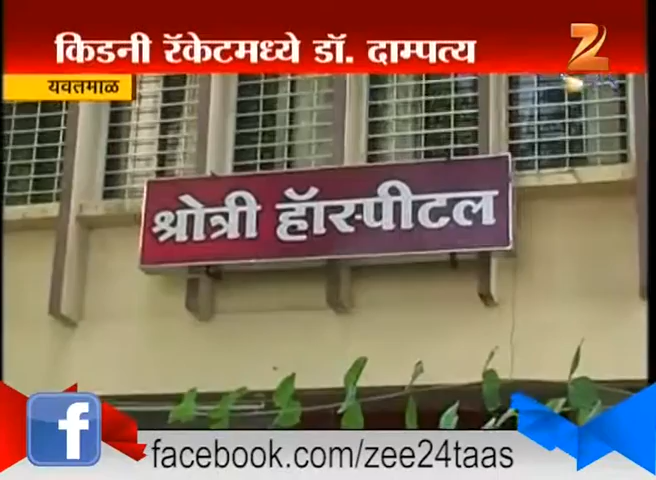 किडनी रॅकेटमध्ये डॉ. दाम्पत्य
यवतमाळ
श्रोत्री हॉस्पीटल
facebook.com/zee24taas